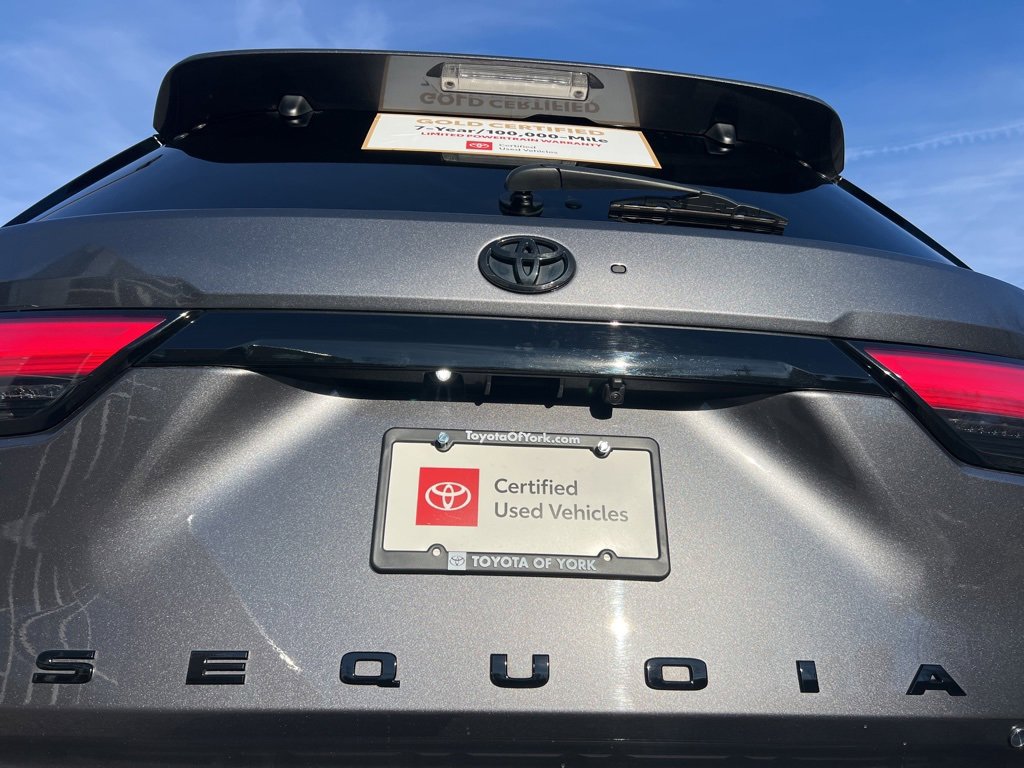 GOLD CERTIFIED
GOLD CERTIFIED
7-Year/100,000-Mile
LIMITED POWERTRAIN WARRANTY
Certified
Used Vehicles
ToyotaOfYork.com
Certified
Used Vehicles
TOYOTA OF YORK
SEQUOIA